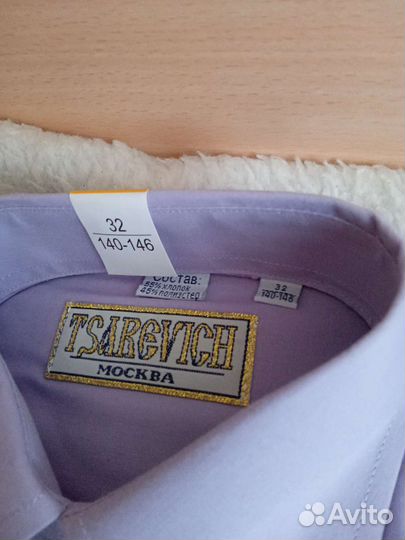 32
140-146
Состав:
55% хлопок
45% полиэстер
32
140-146
TSAREVICH
МОСКВА
Avito